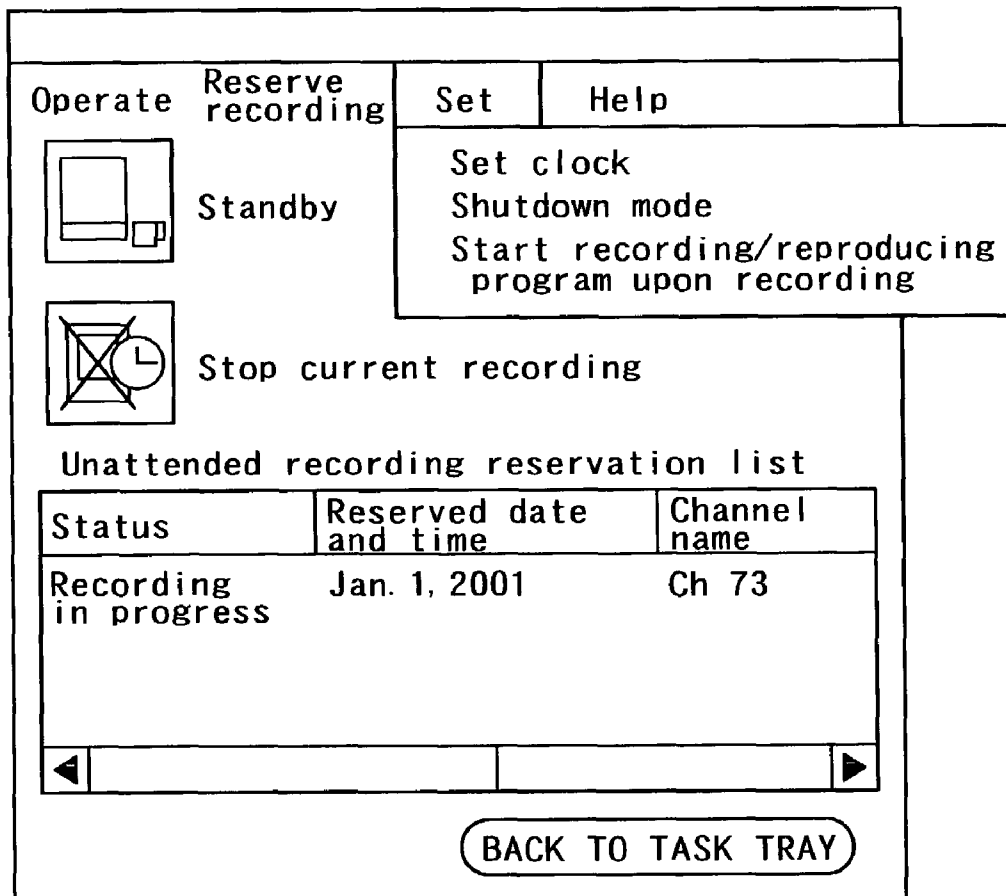 Operate Reserve recording Set Help
Set clock
Shutdown mode
Start recording/reproducing
program upon recording
Standby
Stop current recording
Unattended recording reservation list
Status Reserved date and time Channel name
Recording in progress Jan. 1, 2001 Ch 73
BACK TO TASK TRAY